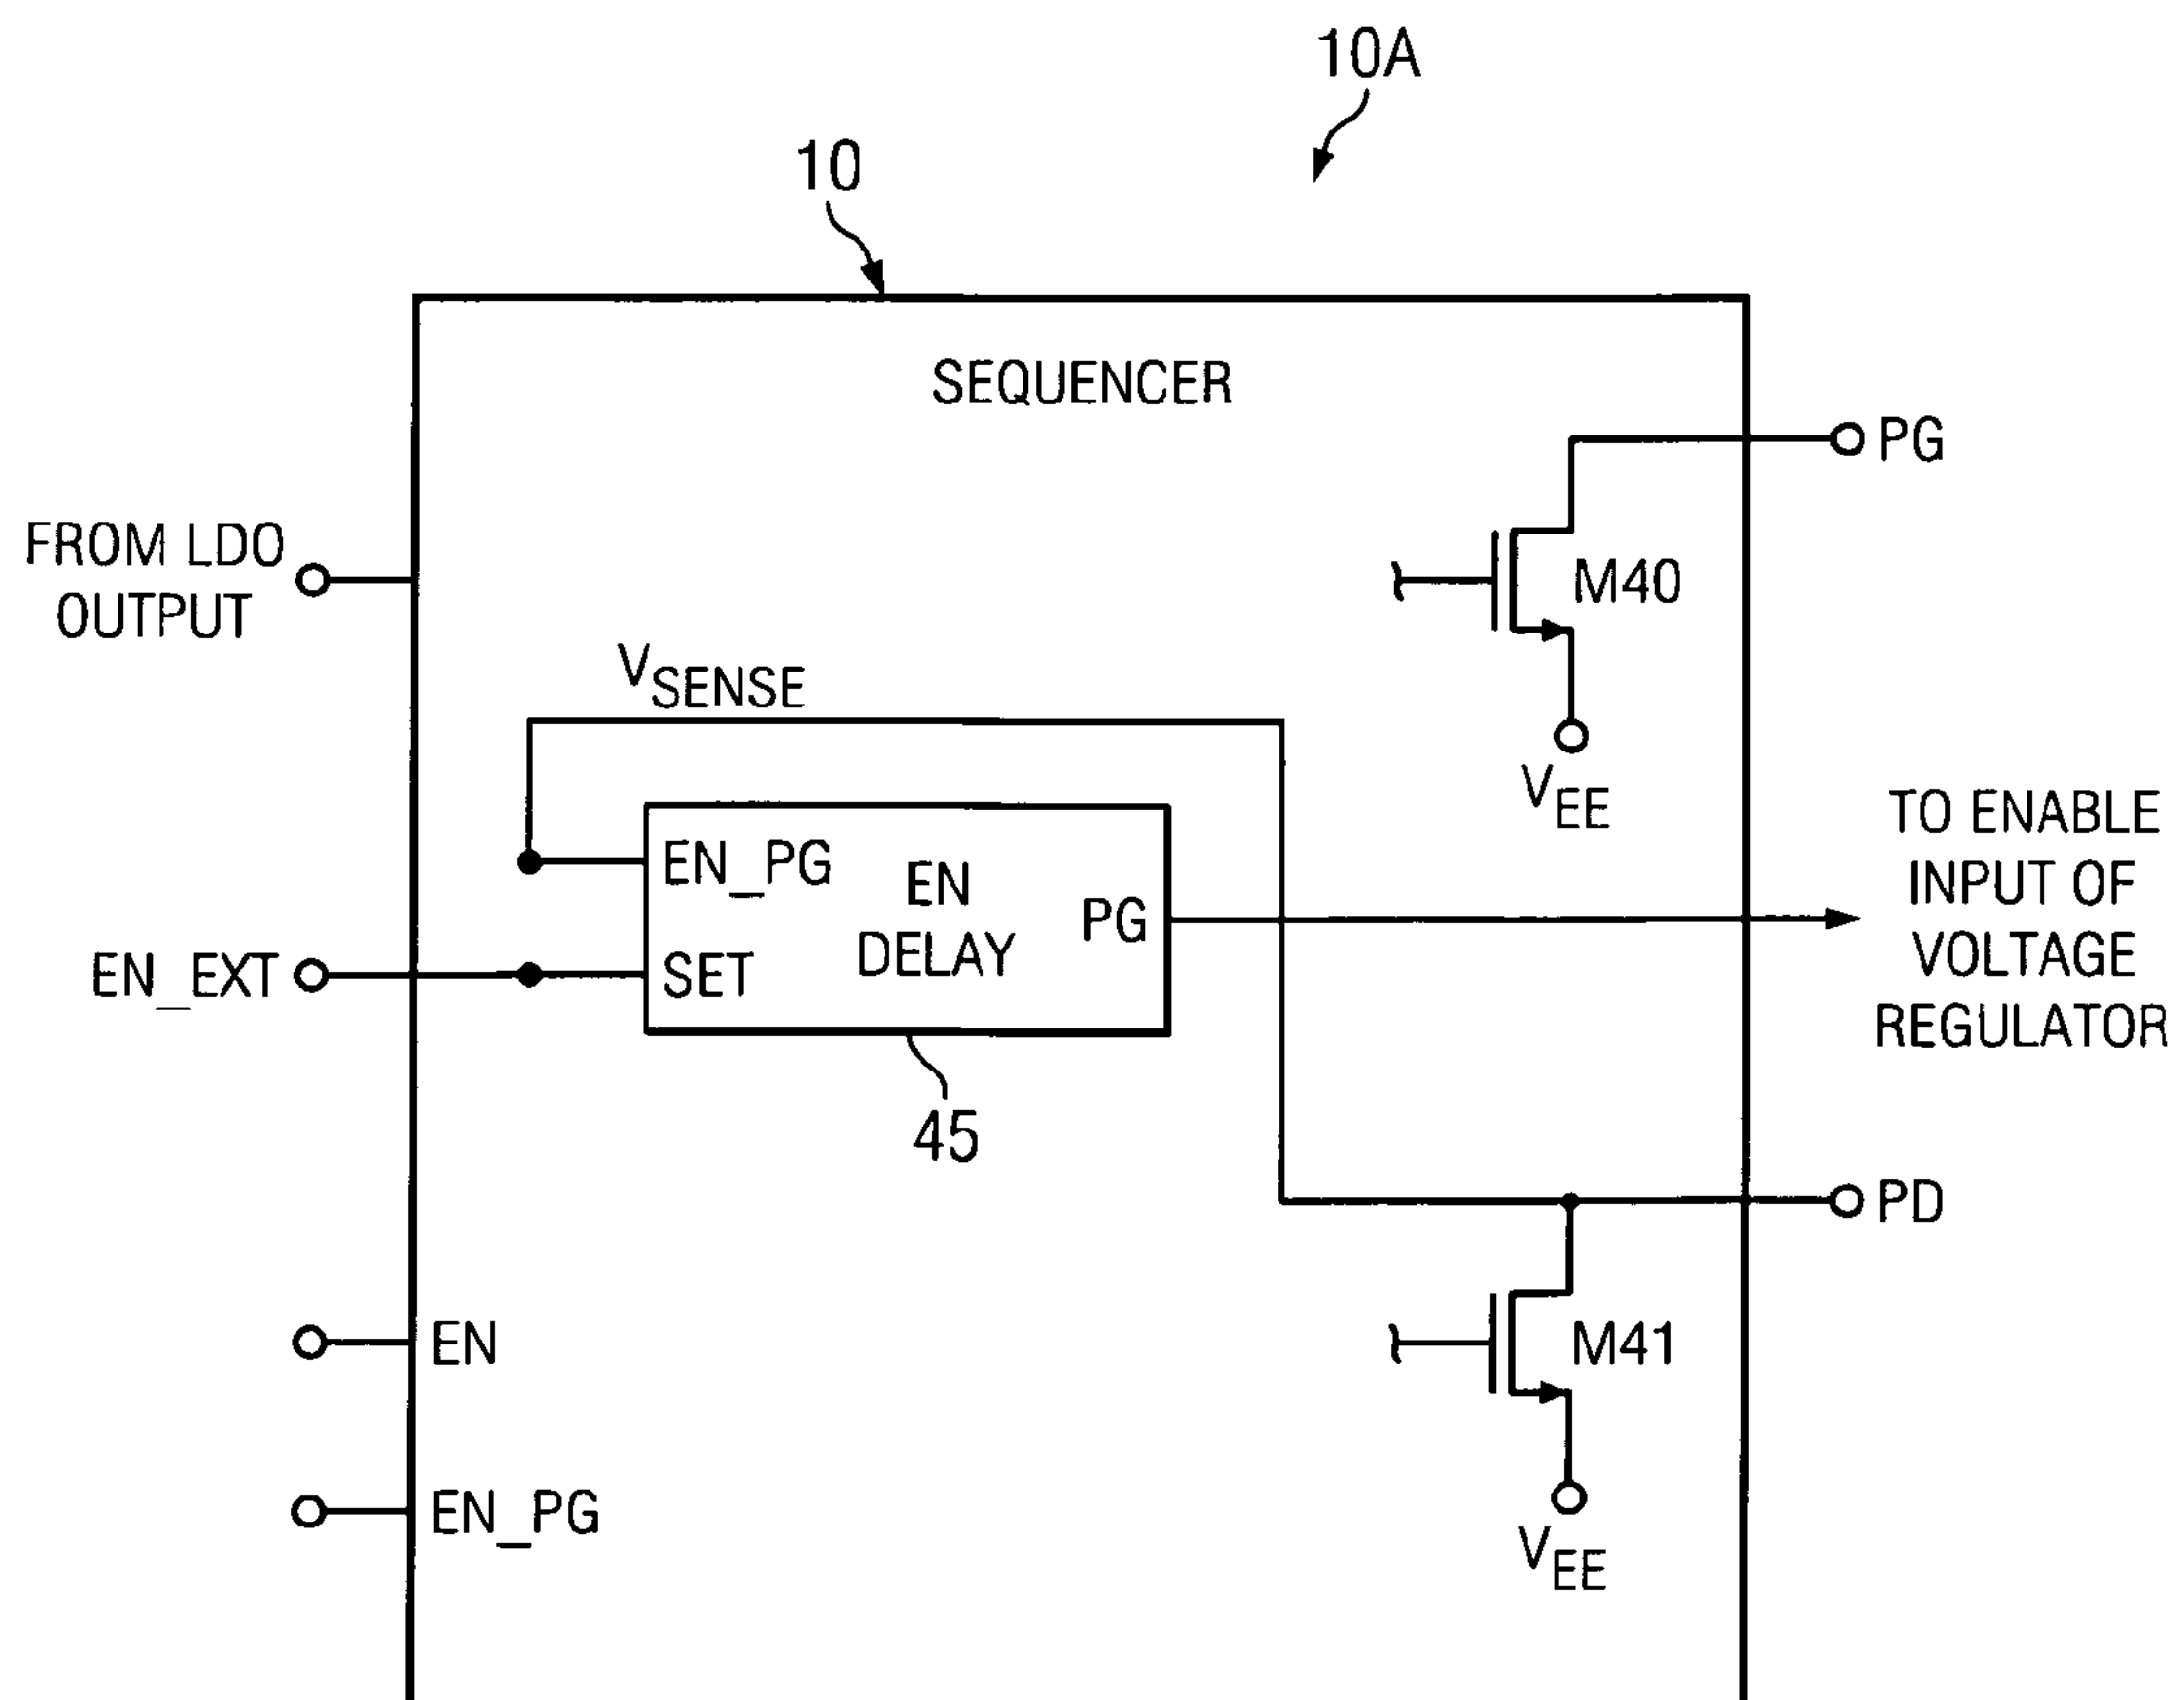 10A
10
SEQUENCER
PG
FROM LDO
OUTPUT
M40
VSENSE
VEE
TO ENABLE
INPUT OF
VOLTAGE
REGULATOR
EN_PG
EN
DELAY
PG
SET
EN_EXT
45
PD
EN
M41
EN_PG
VEE